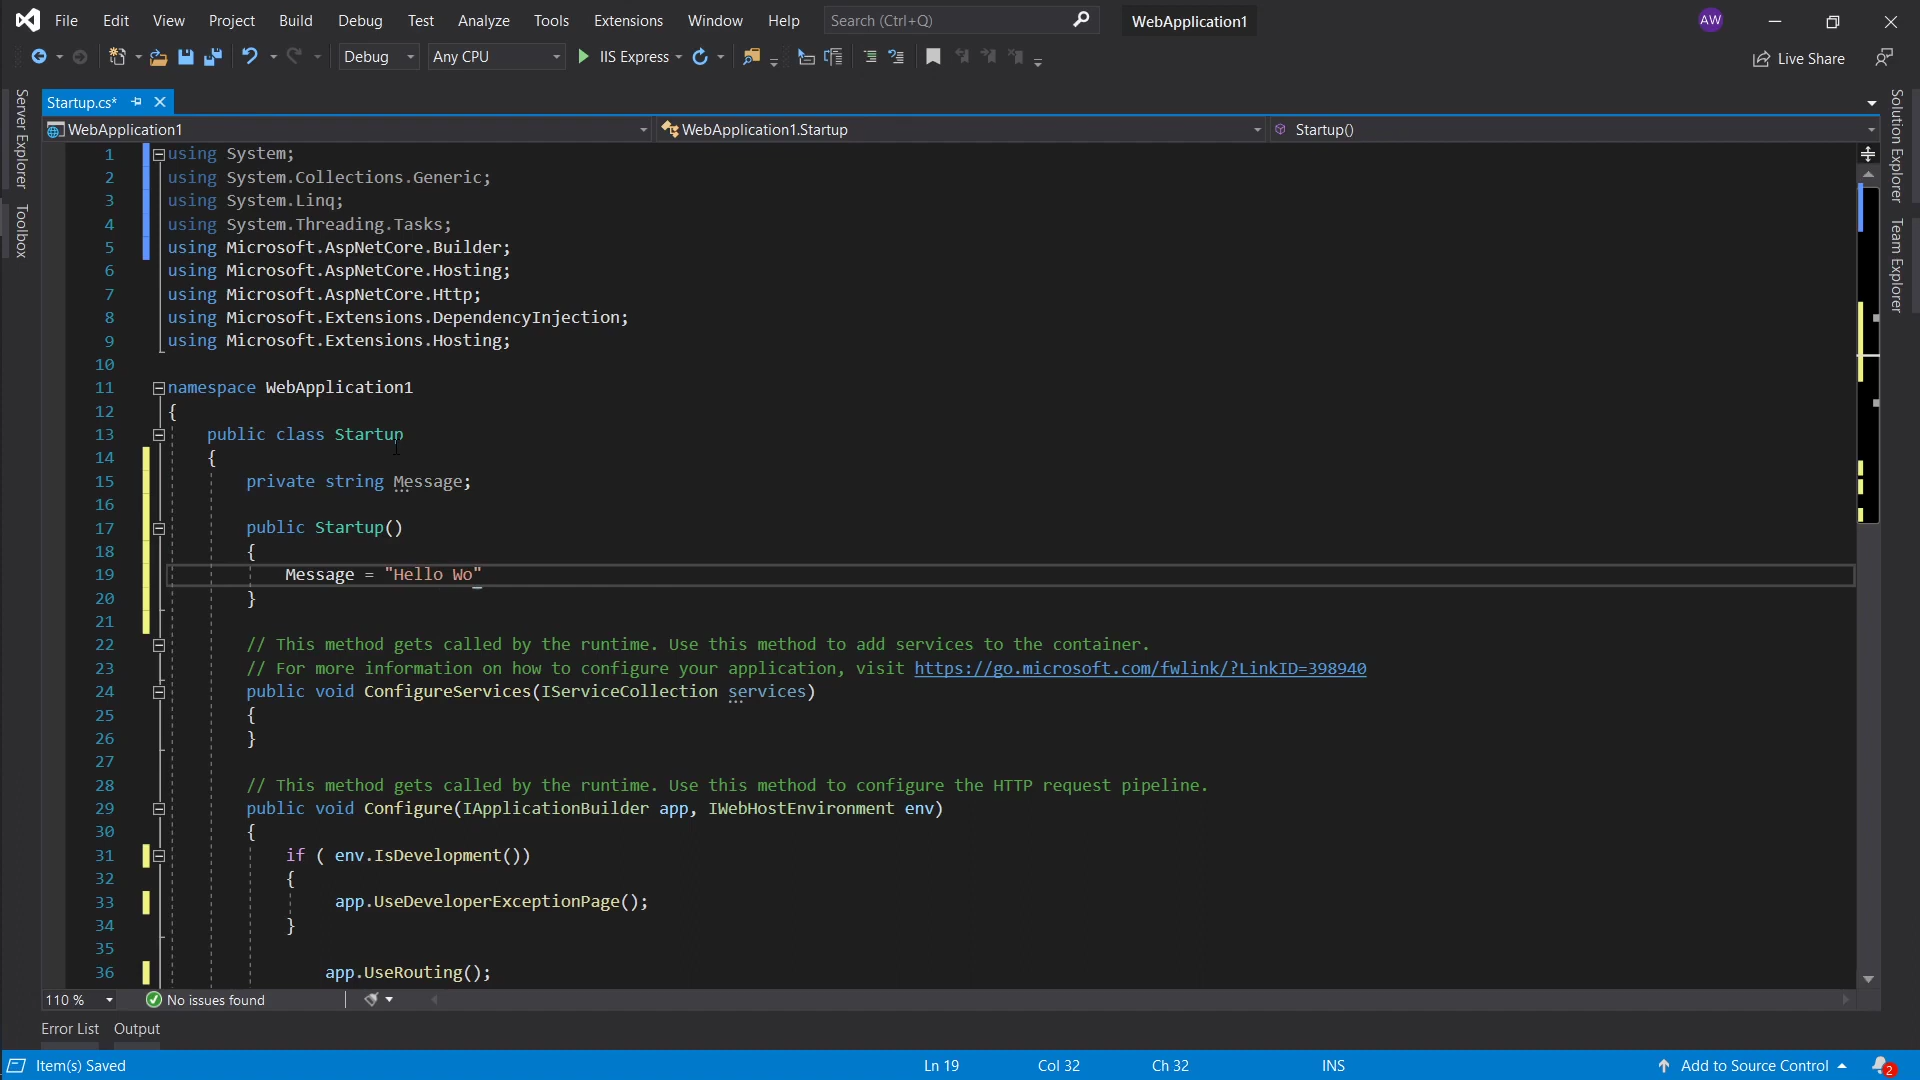 File Edit View Project Build Debug Test Analyze Tools Extensions Window Help Search (Ctrl+Q) WebApplication1 AW
Debug Any CPU IIS Express Live Share
Server Explorer
Toolbox
Startup.cs*
WebApplication1 WebApplication1.Startup Startup()
1 using System;
2 using System.Collections.Generic;
3 using System.Linq;
4 using System.Threading.Tasks;
5 using Microsoft.AspNetCore.Builder;
6 using Microsoft.AspNetCore.Hosting;
7 using Microsoft.AspNetCore.Http;
8 using Microsoft.Extensions.DependencyInjection;
9 using Microsoft.Extensions.Hosting;
10
11 namespace WebApplication1
12 {
13 public class Startup
14 {
15 private string Message;
16
17 public Startup()
18 {
19 Message = "Hello Wo"
20 }
21
22 // This method gets called by the runtime. Use this method to add services to the container.
23 // For more information on how to configure your application, visit https://go.microsoft.com/fwlink/?LinkID=398940
24 public void ConfigureServices(IServiceCollection services)
25 {
26 }
27
28 // This method gets called by the runtime. Use this method to configure the HTTP request pipeline.
29 public void Configure(IApplicationBuilder app, IWebHostEnvironment env)
30 {
31 if ( env.IsDevelopment())
32 {
33 app.UseDeveloperExceptionPage();
34 }
35
36 app.UseRouting();
Solution Explorer
Team Explorer
110 % No issues found
Error List Output
Item(s) Saved Ln 19 Col 32 Ch 32 INS Add to Source Control 2